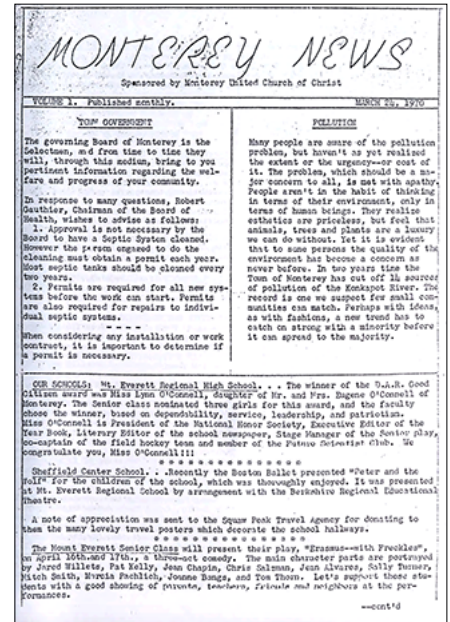 MONTEREY NEWS
Sponsored by Monterey United Church of Christ
VOLUME 1. Published monthly. MARCH 24, 1970
TOWN GOVERNMENT
The governing Board of Monterey is the
Selectmen, and from time to time they
will, through this medium, bring to you
pertinent information regarding the wel-
fare and progress of your community.
In response to many questions, Robert
Gauthier, Chairman of the Board of
Health, wishes to advise as follows:
1. Approval is not necessary by the
Board to have a Septic System cleaned.
However the person engaged to do the
cleaning must obtain a permit each year.
Most septic tanks should be cleaned every
two years.
2. Permits are required for all new sys-
tems before the work can start. Permits
are also required for repairs to indivi-
dual septic systems.
- - - -
When considering any installation or work
contract, it is important to determine if
a permit is necessary.
POLLUTION
Many people are aware of the pollution
problem, but haven't as yet realized
the extent or the urgency--or cost of
it. The problem, which should be a ma-
jor concern to all, is met with apathy.
People aren't in the habit of thinking
in terms of their environment, only in
terms of human beings. They realize
esthetics are priceless, but feel that
animals, trees and plants are a luxury
we can do without. Yet it is evident
that to some persons the quality of the
environment has become a concern as
never before. In two years time the
Town of Monterey has cut off 14 sources
of pollution of the Konkapot River. The
record is one we suspect few small com-
munities can match. Perhaps with ideas,
as with fashions, a new trend has to
catch on strong with a minority before
it can spread to the majority.
OUR SCHOOLS: Mt. Everett Regional High School. . . The winner of the D.A.R. Good
Citizen award was Miss Lynn O'Connell, daughter of Mr. and Mrs. Eugene O'Connell of
Monterey. The Senior class nominated three girls for this award, and the faculty
chose the winner, based on dependability, service, leadership, and patriotism.
Miss O'Connell is President of the National Honor Society, Executive Editor of the
Year Book, Literary Editor of the school newspaper, Stage Manager of the Senior play,
co-captain of the field hockey team and member of the Future Scientist Club. We
congratulate you, Miss O'Connell!!!
Sheffield Center School. . .Recently the Boston Ballet presented "Peter and the
Wolf" for the children of the school, which was thoroughly enjoyed. It was presented
at Mt. Everett Regional School by arrangement with the Berkshire Regional Educational
Theatre.
A note of appreciation was sent to the Squaw Peak Travel Agency for donating to
them the many lovely travel posters which decorate the school hallways.
The Mount Everett Senior Class will present their play, "Erasmus--with Freckles",
on April 16th.and 17th., a three-act comedy. The main character parts are portrayed
by Jared Willets, Pat Kelly, Jean Chapin, Chris Salzman, Jean Alvares, Sally Turner,
Mitch Smith, Marcia Pachlich, Joanne Bangs, and Tom Thorn. Let's support these stu-
dents with a good showing of parents, teachers, friends and neighbors at the per-
formances.
--cont'd